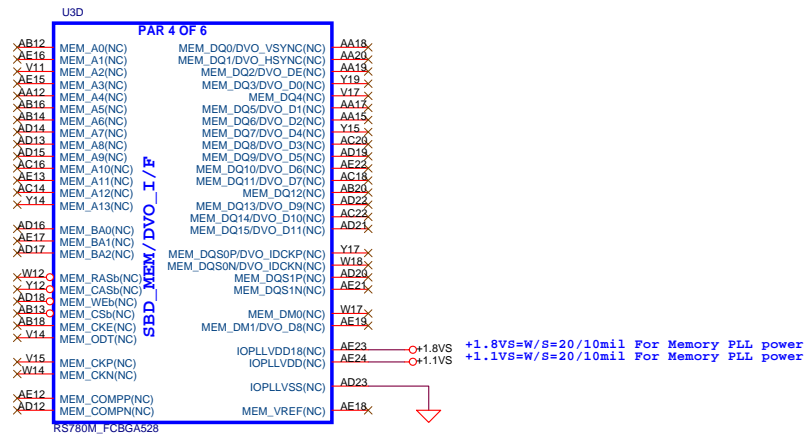 U3D
PAR 4 OF 6
AB12 MEM_A0(NC) MEM_DQ0/DVO_VSYNC(NC) AA18
AE16 MEM_A1(NC) MEM_DQ1/DVO_HSYNC(NC) AA20
V11 MEM_A2(NC) MEM_DQ2/DVO_DE(NC) AA19
AE15 MEM_A3(NC) MEM_DQ3/DVO_D0(NC) Y19
AA12 MEM_A4(NC) MEM_DQ4(NC) V17
AB16 MEM_A5(NC) MEM_DQ5/DVO_D1(NC) AA17
AB14 MEM_A6(NC) MEM_DQ6/DVO_D2(NC) AA15
AD14 MEM_A7(NC) MEM_DQ7/DVO_D4(NC) Y15
AD13 MEM_A8(NC) MEM_DQ8/DVO_D3(NC) AC20
AD15 MEM_A9(NC) MEM_DQ9/DVO_D5(NC) AD19
AC16 MEM_A10(NC) MEM_DQ10/DVO_D6(NC) AE22
AE13 MEM_A11(NC) MEM_DQ11/DVO_D7(NC) AC18
AC14 MEM_A12(NC) MEM_DQ12(NC) AB20
Y14 MEM_A13(NC) MEM_DQ13/DVO_D9(NC) AD22
MEM_DQ14/DVO_D10(NC) AC22
AD16 MEM_BA0(NC) MEM_DQ15/DVO_D11(NC) AD21
AE17 MEM_BA1(NC)
AD17 MEM_BA2(NC) MEM_DQS0P/DVO_IDCKP(NC) Y17
MEM_DQS0N/DVO_IDCKN(NC) W18
W12 MEM_RASb(NC) MEM_DQS1P(NC) AD20
Y12 MEM_CASb(NC) MEM_DQS1N(NC) AE21
AD18 MEM_WEb(NC)
AB13 MEM_CSb(NC) MEM_DM0(NC) W17
AB18 MEM_CKE(NC) MEM_DM1/DVO_D8(NC) AE19
V14 MEM_ODT(NC)
IOPLLVDD18(NC) AE23 +1.8VS +1.8VS=W/S=20/10mil For Memory PLL power
V15 MEM_CKP(NC) IOPLLVDD(NC) AE24 +1.1VS +1.1VS=W/S=20/10mil For Memory PLL power
W14 MEM_CKN(NC)
IOPLLVSS(NC) AD23
AE12 MEM_COMPP(NC)
AD12 MEM_COMPN(NC) MEM_VREF(NC) AE18
SBD_MEM/DVO_I/F
RS780M_FCBGA528